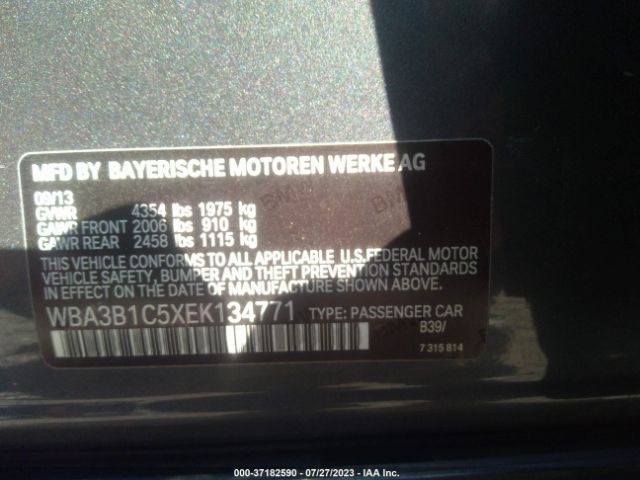 MFD BY BAYERISCHE MOTOREN WERKE AG
09/13
GVWR 4354 lbs 1975 kg
GAWR FRONT 2006 lbs 910 kg
GAWR REAR 2458 lbs 1115 kg
THIS VEHICLE CONFORMS TO ALL APPLICABLE U.S.FEDERAL MOTOR
VEHICLE SAFETY, BUMPER AND THEFT PREVENTION STANDARDS
IN EFFECT ON THE DATE OF MANUFACTURE SHOWN ABOVE.
WBA3B1C5XEK134771 TYPE: PASSENGER CAR
B39/
7 315 814
000-37182590 - 07/27/2023 - IAA Inc.